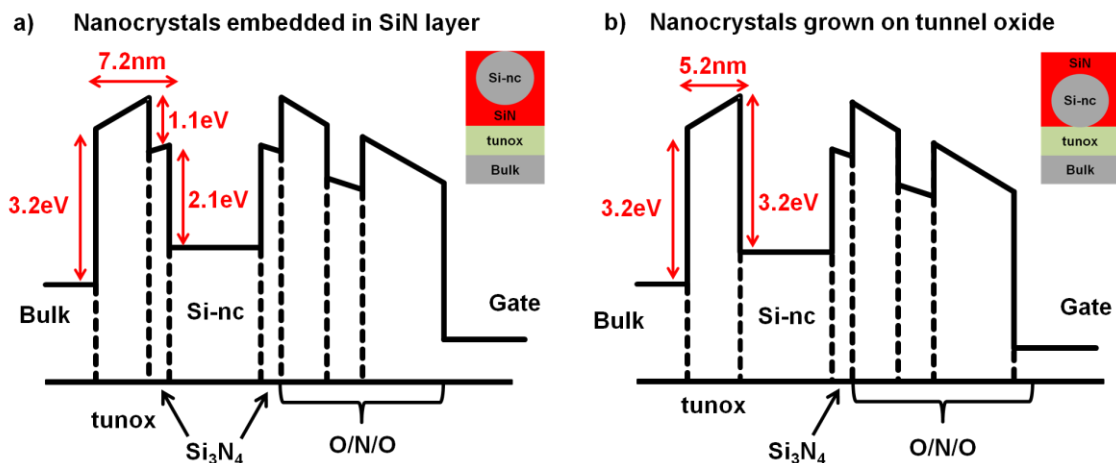 a) Nanocrystals embedded in SiN layer
7.2nm
1.1eV
2.1eV
3.2eV
Bulk
Si-nc
Gate
tunox
Si3N4
O/N/O
Si-nc
SiN
tunox
Bulk
b) Nanocrystals grown on tunnel oxide
5.2nm
3.2eV
3.2eV
Bulk
Si-nc
Gate
tunox
Si3N4
O/N/O
SiN
Si-nc
tunox
Bulk